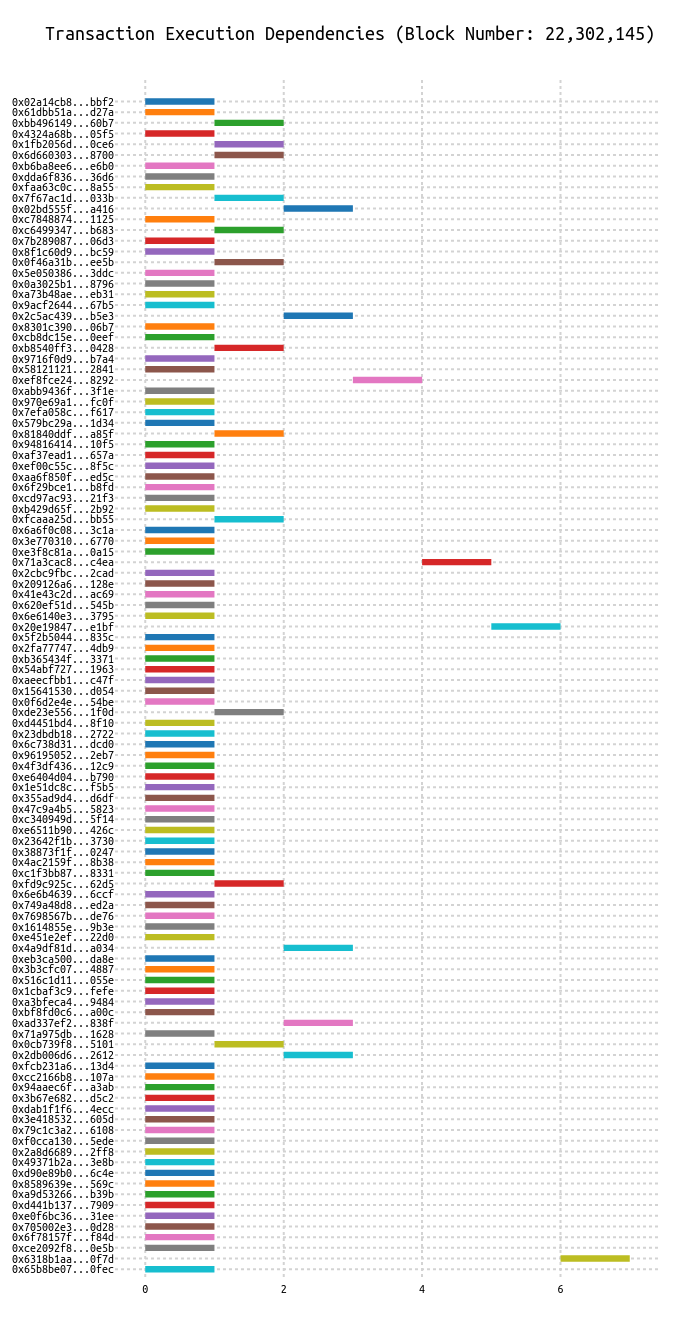 Transaction Execution Dependencies (Block Number: 22,302,145)
0x02a14cb8...bbf2
0x61dbb51a...d27a
0xbb496149...60b7
0x4324a68b...05f5
0x1fb2056d...0ce6
0x6d660303...8700
0xb6ba8ee6...e6b0
0xdda6f836...36d6
0xfaa63c0c...8a55
0x7f67ac1d...033b
0x02bd555f...a416
0xc7848874...1125
0xc6499347...b683
0x7b289087...06d3
0x8f1c60d9...bc59
0x0f46a31b...ee5b
0x5e050386...3ddc
0x0a3025b1...8796
0xa73b48ae...eb31
0x9acf2644...67b5
0x2c5ac439...b5e3
0x8301c390...06b7
0xcb8dc15e...0eef
0xb8540ff3...0428
0x9716f0d9...b7a4
0x58121121...2841
0xef8fce24...8292
0xabb9436f...3f1e
0x970e69a1...fc0f
0x7efa058c...f617
0x579bc29a...1d34
0x81840ddf...a85f
0x94816414...10f5
0xaf37ead1...657a
0xef00c55c...8f5c
0xaa6f850f...ed5c
0x6f29bce1...b8fd
0xcd97ac93...21f3
0xb429d65f...2b92
0xfcaaa25d...bb55
0x6a6f0c08...3c1a
0x3e770310...6770
0xe3f8c81a...0a15
0x71a3cac8...c4ea
0x2cbc9fbc...2cad
0x209126a6...128e
0x41e43c2d...ac69
0x620ef51d...545b
0x6e6140e3...3795
0x20e19847...e1bf
0x5f2b5044...835c
0x2fa77747...4db9
0xb365434f...3371
0x54abf727...1963
0xaeecfbb1...c47f
0x15641530...d054
0x0f6d2e4e...54be
0xde23e556...1f0d
0xd4451bd4...8f10
0x23dbdb18...2722
0x6c738d31...dcd0
0x96195052...2eb7
0x4f3df436...12c9
0xe6404d04...b790
0x1e51dc8c...f5b5
0x355ad9d4...d6df
0x47c9a4b5...5823
0xc340949d...5f14
0xe6511b90...426c
0x23642f1b...3730
0x38873f1f...0247
0x4ac2159f...8b38
0xc1f3bb87...8331
0xfd9c925c...62d5
0x6e6b4639...6ccf
0x749a48d8...ed2a
0x7698567b...de76
0x1614855e...9b3e
0xe451e2ef...22d0
0x4a9df81d...a034
0xeb3ca500...da8e
0x3b3cfc07...4887
0x516c1d11...055e
0x1cbaf3c9...fefe
0xa3bfeca4...9484
0xbf8fd0c6...a00c
0xad337ef2...838f
0x71a975db...1628
0x0cb739f8...5101
0x2db006d6...2612
0xfcb231a6...13d4
0xcc2166b8...107a
0x94aaec6f...a3ab
0x3b67e682...d5c2
0xdab1f1f6...4ecc
0x3e418532...605d
0x79c1c3a2...6108
0xf0cca130...5ede
0x2a8d6689...2ff8
0x49371b2a...3e8b
0xd90e89b0...6c4e
0x8589639e...569c
0xa9d53266...b39b
0xd441b137...7909
0xe0f6bc36...31ee
0x705002e3...0d28
0x6f78157f...f84d
0xce2092f8...0e5b
0x6318b1aa...0f7d
0x65b8be07...0fec
0 2 4 6